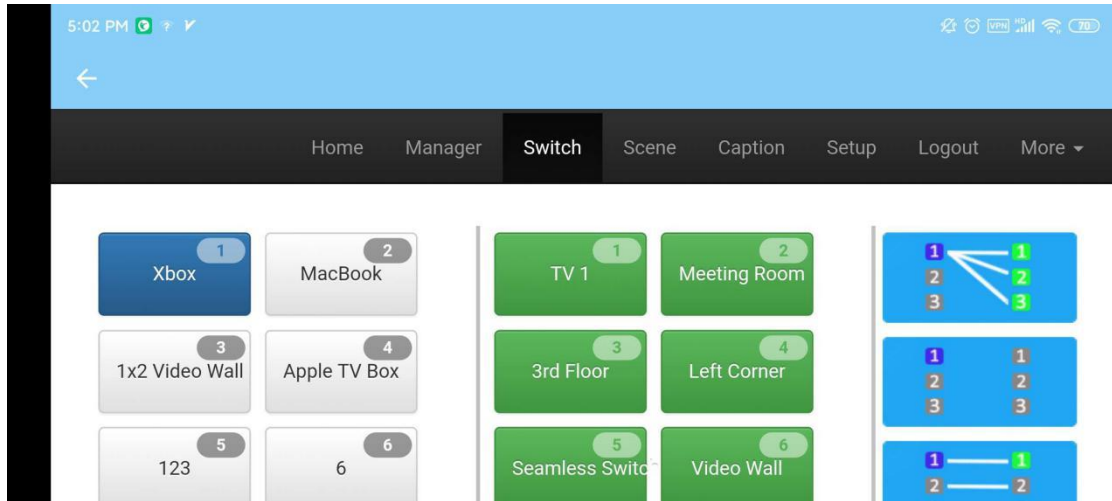 5:02 PM
VPN HD 70
Home Manager Switch Scene Caption Setup Logout More
1 2 1 2
Xbox MacBook TV 1 Meeting Room
1 1
2 2
3 3
3 4 3 4
1x2 Video Wall Apple TV Box 3rd Floor Left Corner
1 1
2 2
3 3
5 6 5 6
123 6 Seamless Switc Video Wall
1 1
2 2